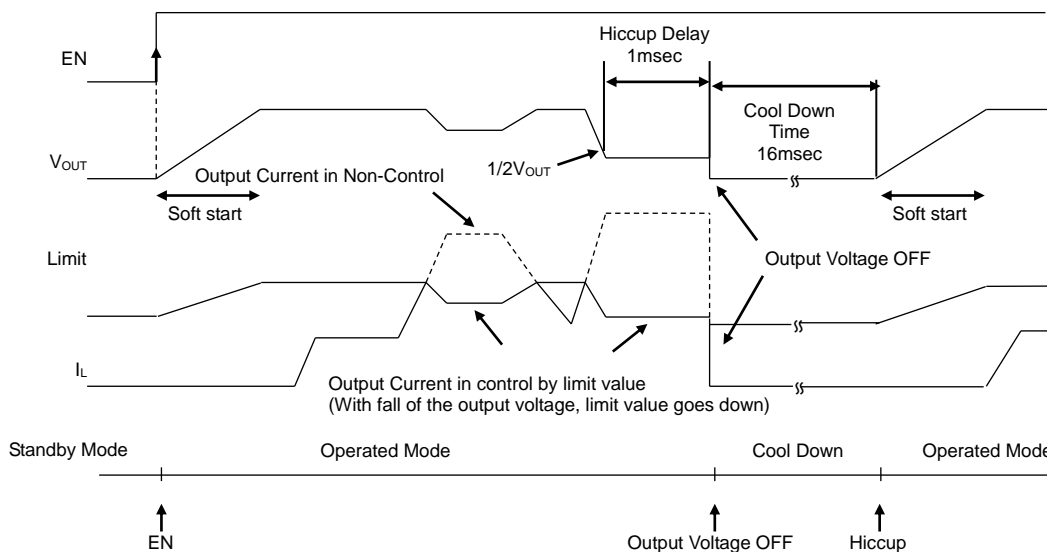 EN
Hiccup Delay
1msec
Cool Down
Time
16msec
VOUT
1/2VOUT
Output Current in Non-Control
Soft start
Soft start
Limit
Output Voltage OFF
IL
Output Current in control by limit value
(With fall of the output voltage, limit value goes down)
Standby Mode
Operated Mode
Cool Down
Operated Mode
EN
Output Voltage OFF
Hiccup